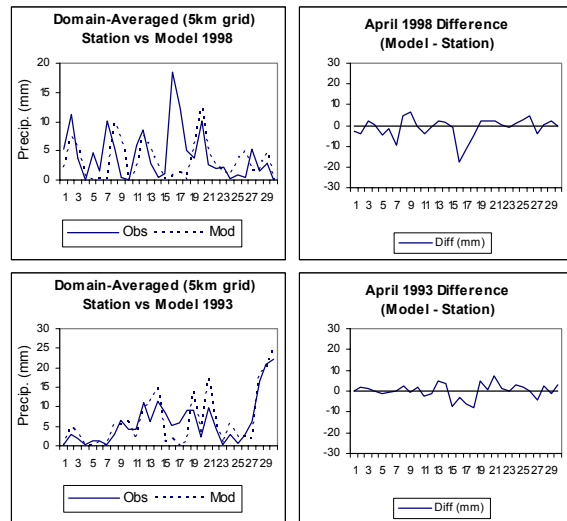 Domain-Averaged (5km grid)
Station vs Model 1998
Precip. (mm)
20
15
10
5
0
1 3 5 7 9 11 13 15 17 19 21 23 25 27 29
Obs Mod
April 1998 Difference
(Model - Station)
30
20
10
0
-10
-20
-30
1 3 5 7 9 11 13 15 17 19 21 23 25 27 29
Diff (mm)
Domain-Averaged (5km grid)
Station vs Model 1993
Precip. (mm)
30
25
20
15
10
5
0
1 3 5 7 9 11 13 15 17 19 21 23 25 27 29
Obs Mod
April 1993 Difference
(Model - Station)
30
20
10
0
-10
-20
-30
1 3 5 7 9 11 13 15 17 19 21 23 25 27 29
Diff (mm)